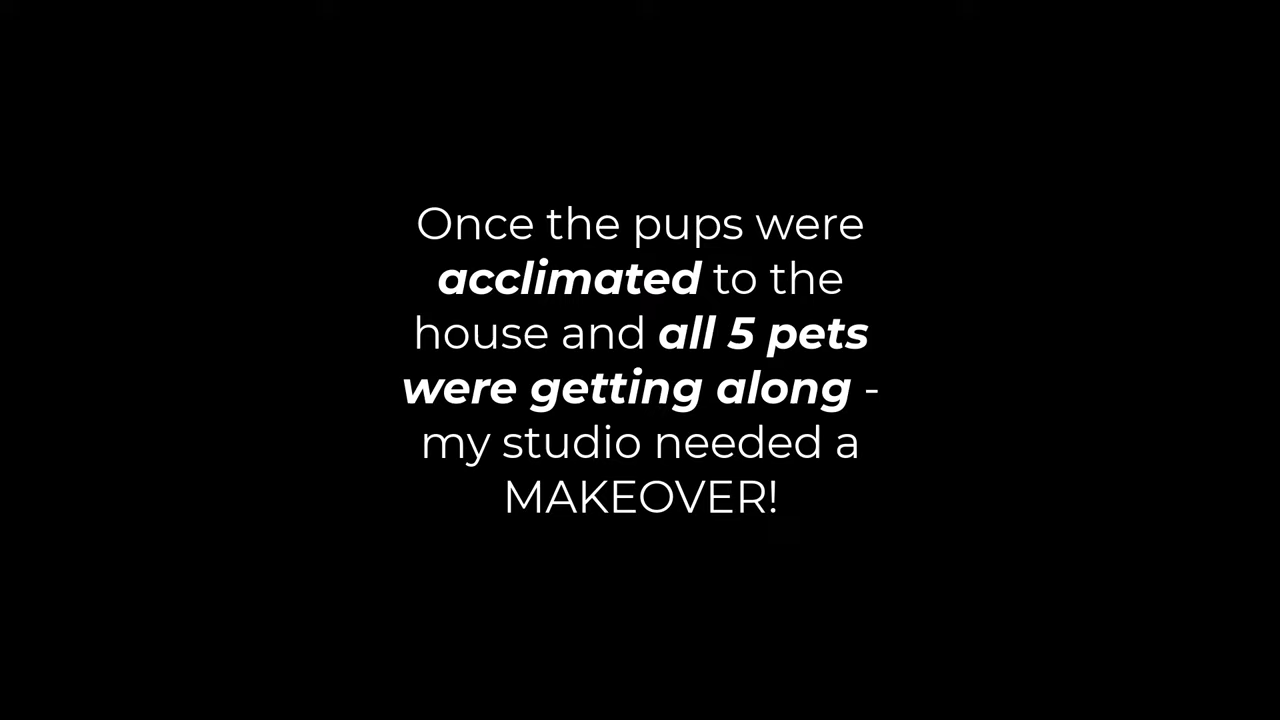 Once the pups were
acclimated to the
house and all 5 pets
were getting along -
my studio needed a
MAKEOVER!